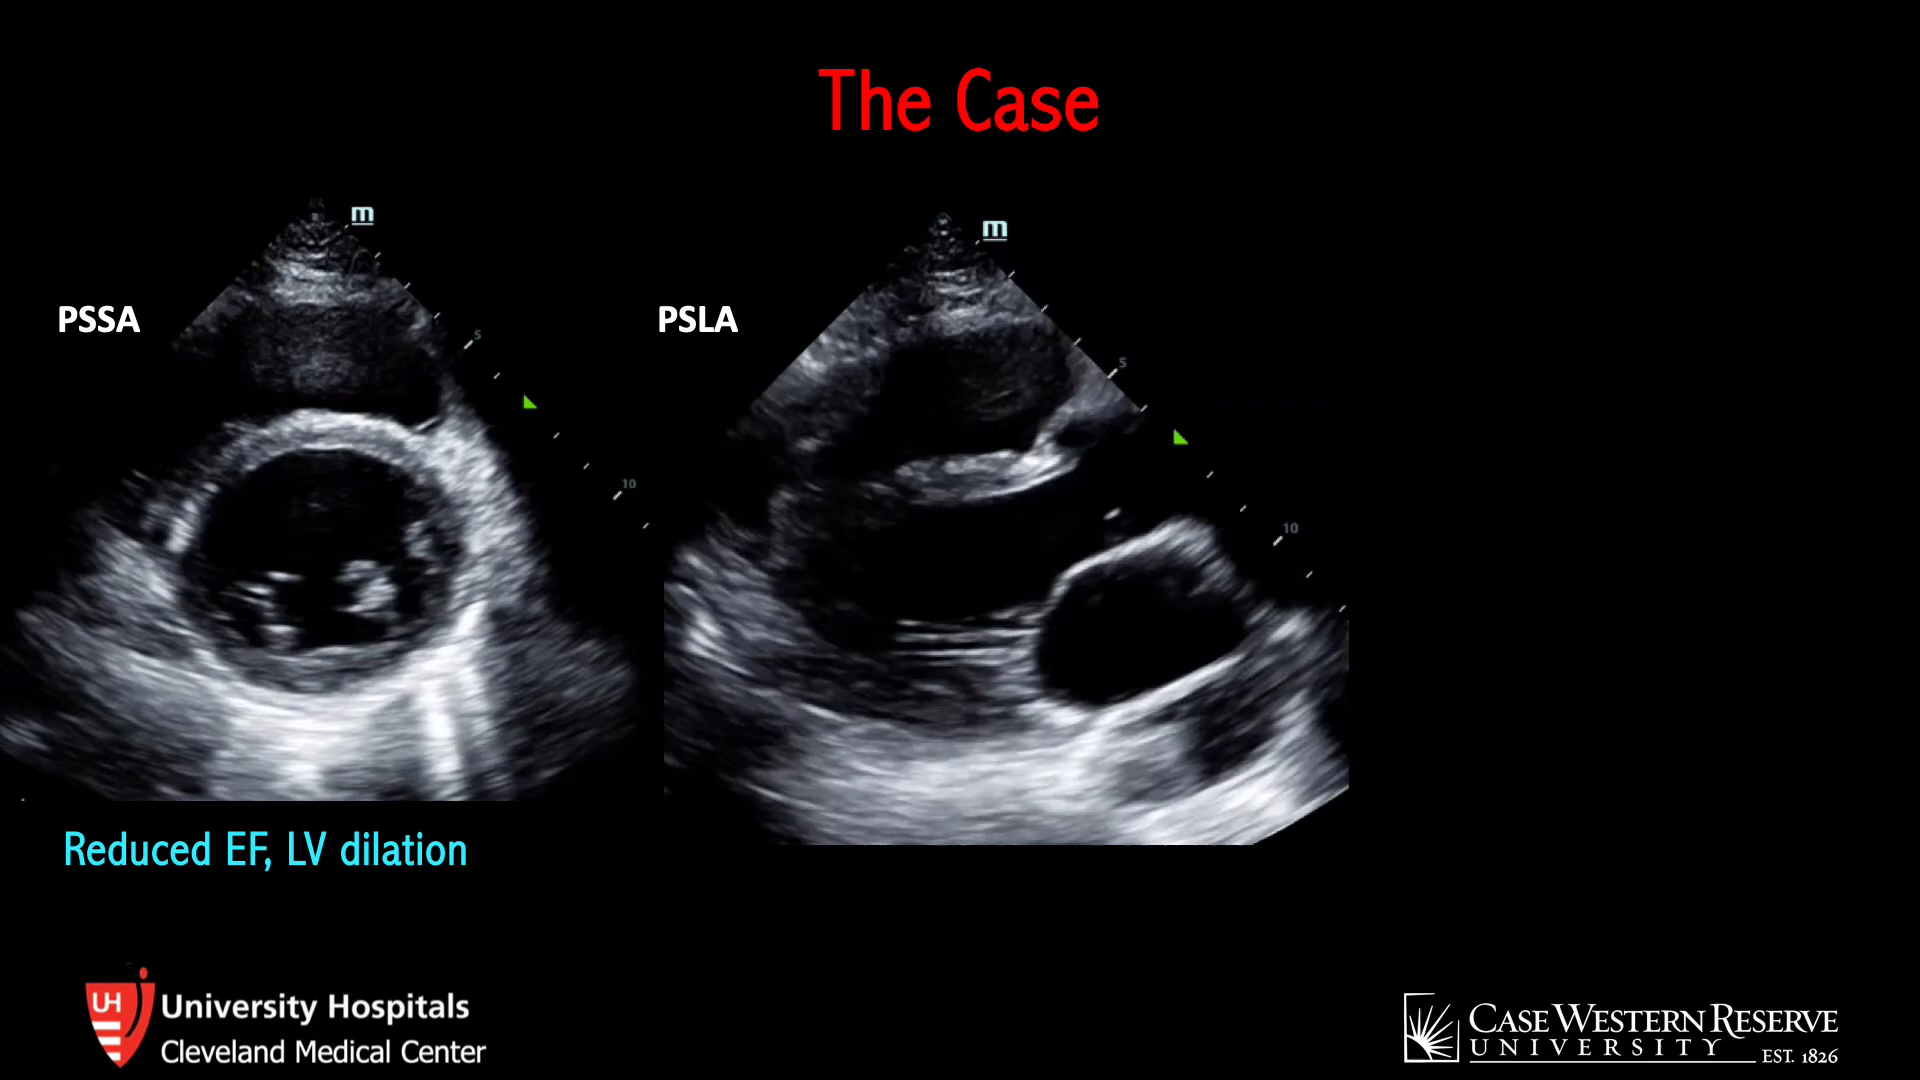 The Case
m
m
PSSA
PSLA
5
5
10
10
Reduced EF, LV dilation
UH
University Hospitals
Cleveland Medical Center
CASE WESTERN RESERVE
UNIVERSITY
EST. 1826